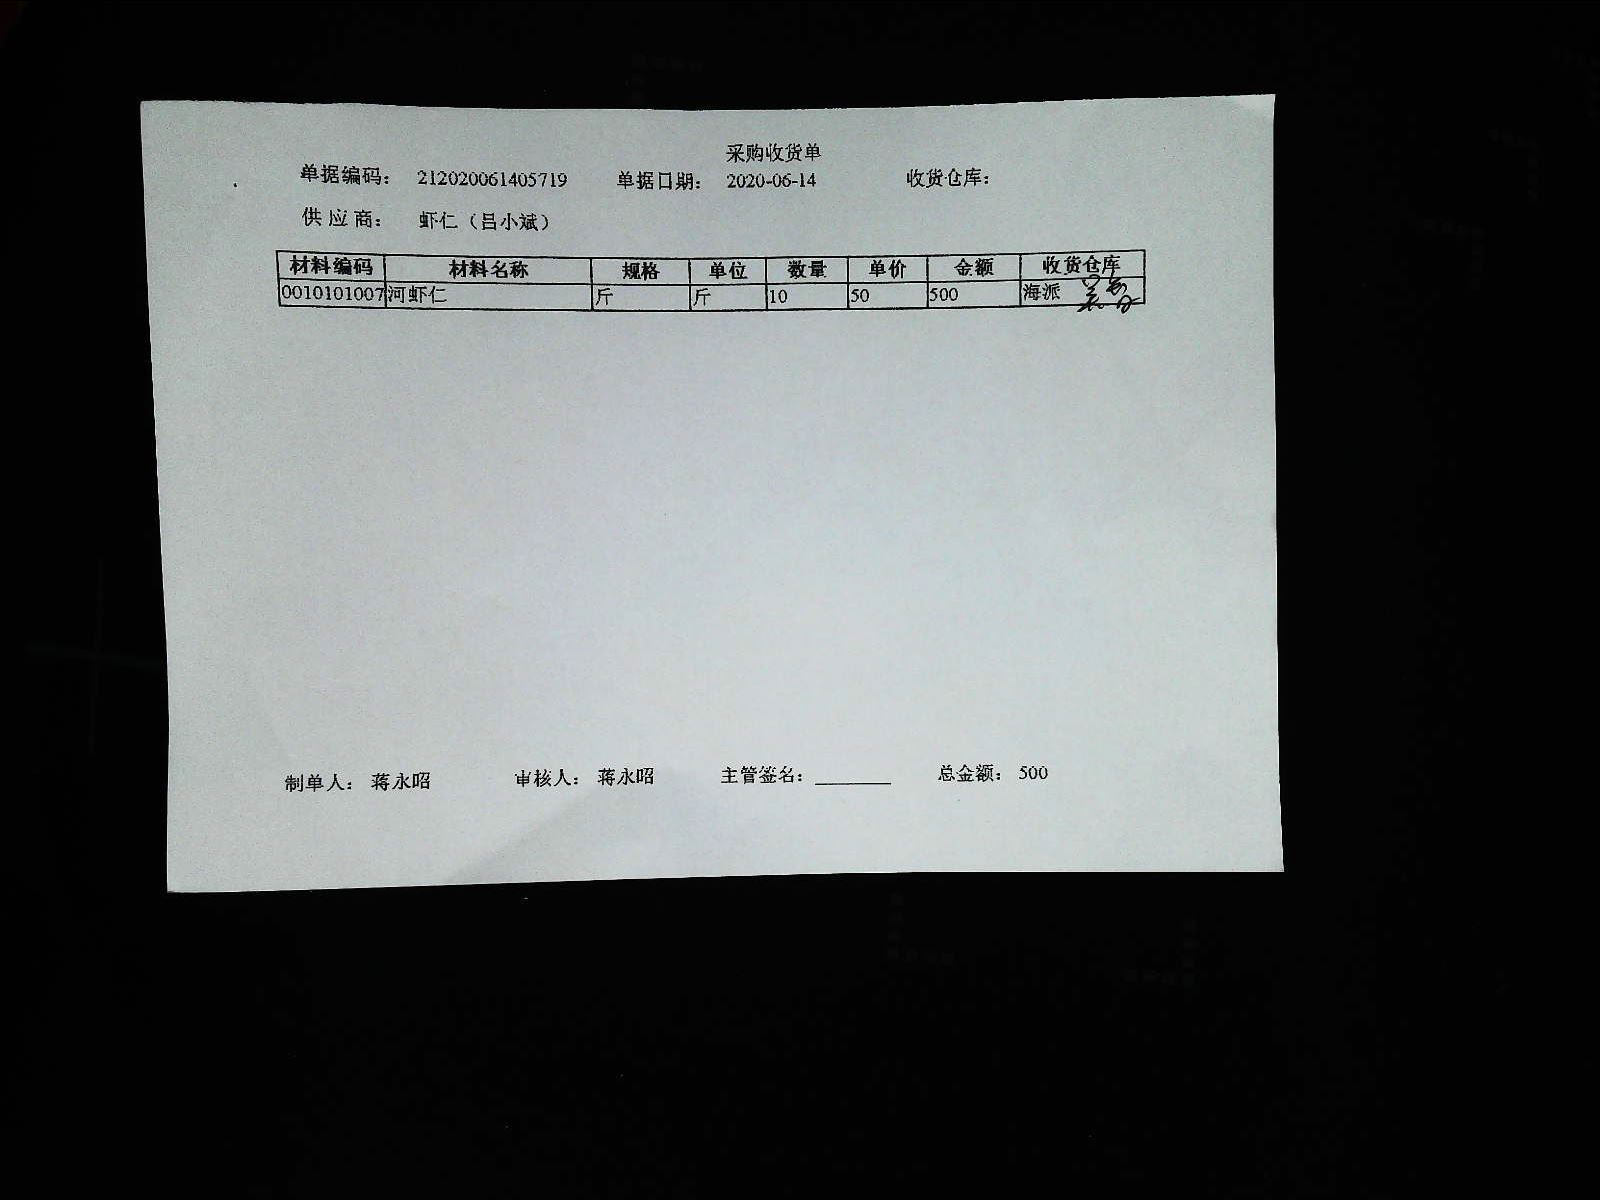 采购收货单
单据编码: 212020061405719 单据日期: 2020-06-14 收货仓库:
供应商: 虾仁（吕小斌）
材料编码 材料名称 规格 单位 数量 单价 金额 收货仓库
0010101007 河虾仁 斤 斤 10 50 500 海派
制单人: 蒋永昭 审核人: 蒋永昭 主管签名: ________ 总金额: 500